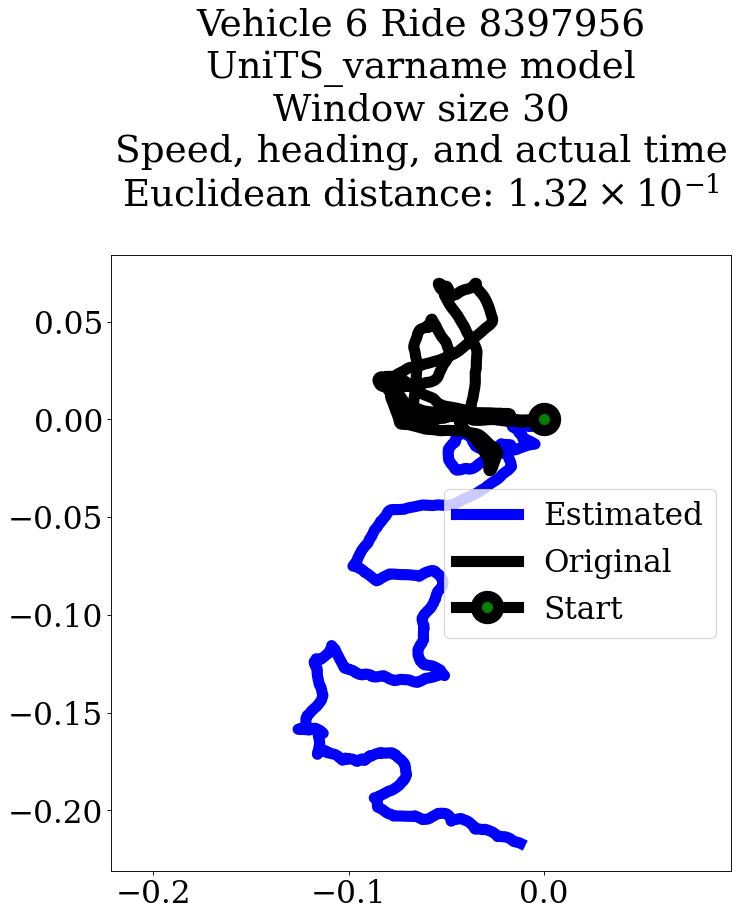 Vehicle 6 Ride 8397956
UniTS_varname model
Window size 30
Speed, heading, and actual time
Euclidean distance: 1.32 × 10⁻¹
0.05
0.00
−0.05
−0.10
−0.15
−0.20
Estimated
Original
Start
−0.2
−0.1
0.0